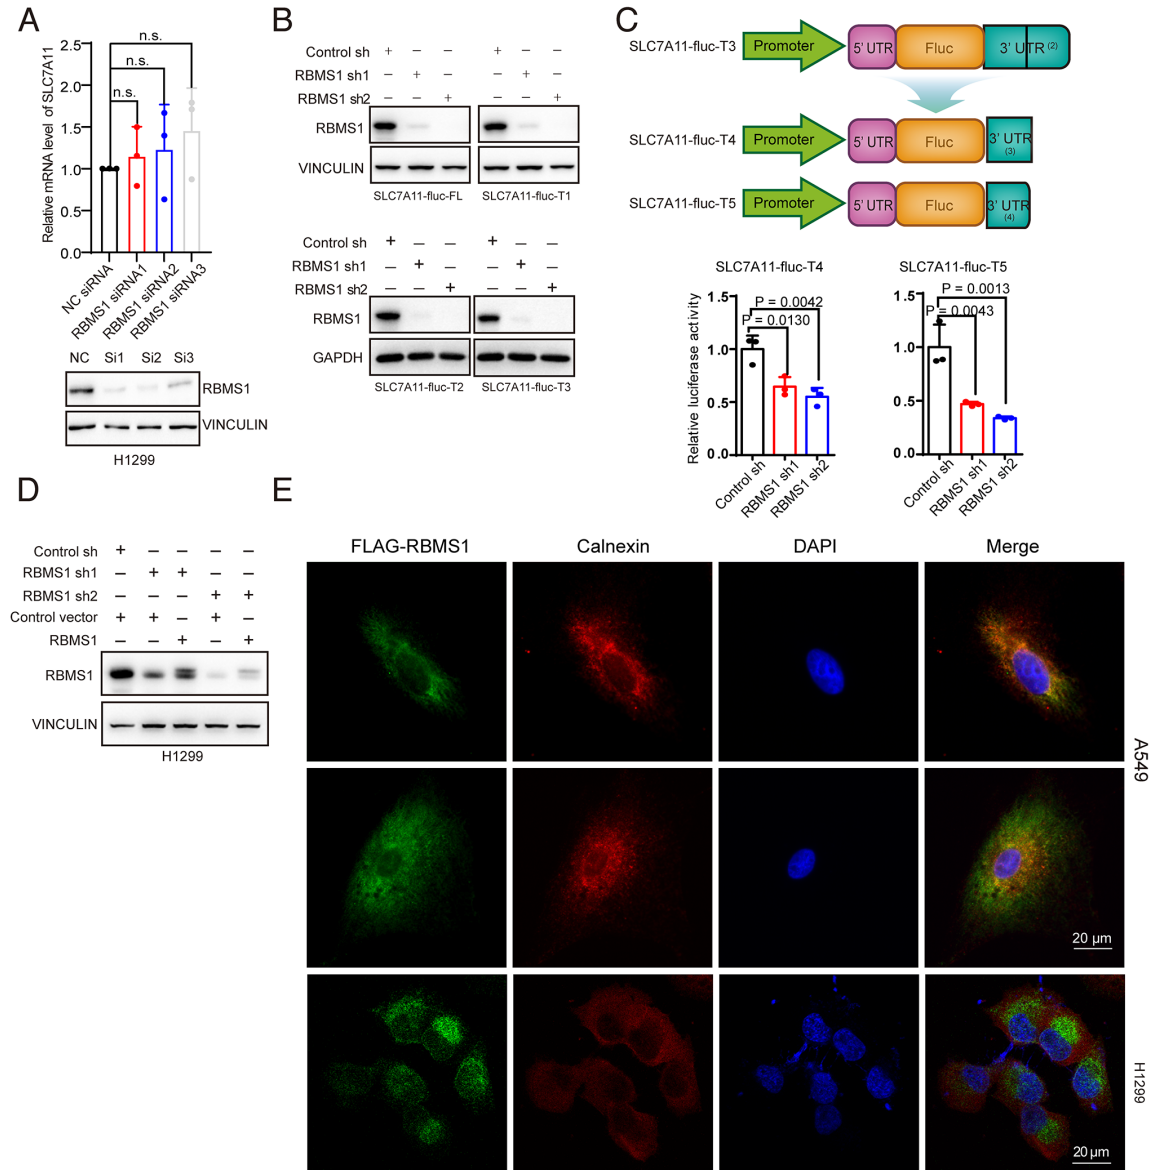 A
Relative mRNA level of SLC7A11
2.5
2.0
1.5
1.0
0.5
0.0
n.s.
n.s.
n.s.
NC siRNA
RBMS1 siRNA1
RBMS1 siRNA2
RBMS1 siRNA3
NC Si1 Si2 Si3
RBMS1
VINCULIN
H1299
B
Control sh + − − + − −
RBMS1 sh1 − + − − + −
RBMS1 sh2 − − + − − +
RBMS1
VINCULIN
SLC7A11-fluc-FL SLC7A11-fluc-T1
Control sh + − − + − −
RBMS1 sh1 − + − − + −
RBMS1 sh2 − − + − − +
RBMS1
GAPDH
SLC7A11-fluc-T2 SLC7A11-fluc-T3
C
SLC7A11-fluc-T3 Promoter 5' UTR Fluc 3' UTR (2)
SLC7A11-fluc-T4 Promoter 5' UTR Fluc 3' UTR (3)
SLC7A11-fluc-T5 Promoter 5' UTR Fluc 3' UTR (4)
SLC7A11-fluc-T4
Relative luciferase activity
1.5
1.0
0.5
0.0
P = 0.0042
P = 0.0130
Control sh
RBMS1 sh1
RBMS1 sh2
SLC7A11-fluc-T5
1.5
1.0
0.5
0.0
P = 0.0013
P = 0.0043
Control sh
RBMS1 sh1
RBMS1 sh2
D
Control sh + − − − −
RBMS1 sh1 − + + − −
RBMS1 sh2 − − − + +
Control vector + + − + −
RBMS1 − − + − +
RBMS1
VINCULIN
H1299
E
FLAG-RBMS1 Calnexin DAPI Merge
A549
20 μm
H1299
20 μm